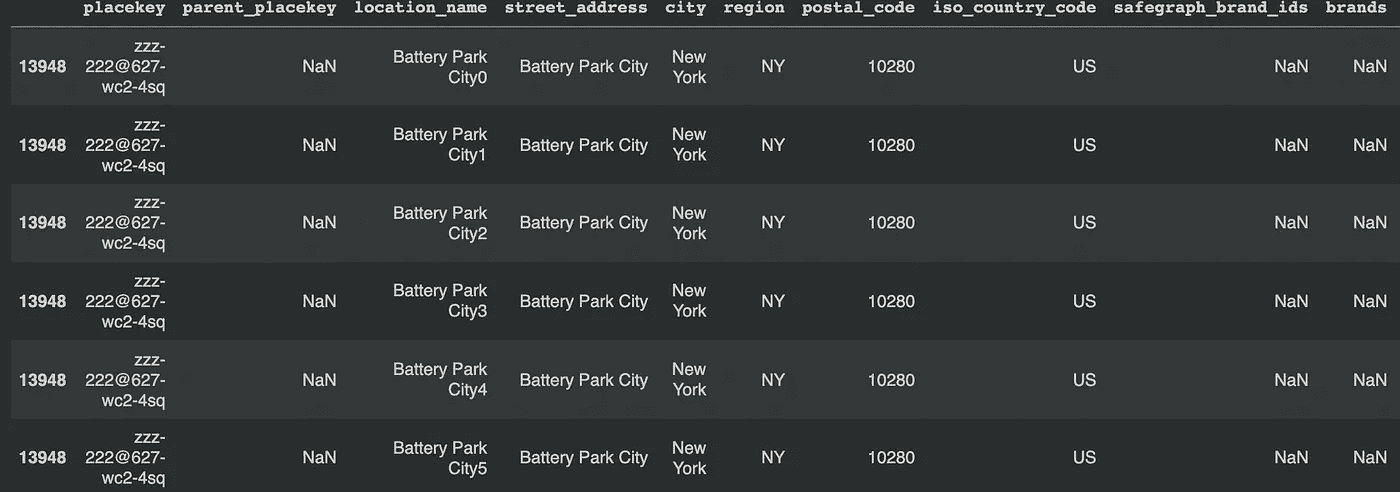 placekey parent_placekey location_name street_address city region postal_code iso_country_code safegraph_brand_ids brands
13948 zzz-222@627-wc2-4sq NaN Battery Park City0 Battery Park City New York NY 10280 US NaN NaN
13948 zzz-222@627-wc2-4sq NaN Battery Park City1 Battery Park City New York NY 10280 US NaN NaN
13948 zzz-222@627-wc2-4sq NaN Battery Park City2 Battery Park City New York NY 10280 US NaN NaN
13948 zzz-222@627-wc2-4sq NaN Battery Park City3 Battery Park City New York NY 10280 US NaN NaN
13948 zzz-222@627-wc2-4sq NaN Battery Park City4 Battery Park City New York NY 10280 US NaN NaN
13948 zzz-222@627-wc2-4sq NaN Battery Park City5 Battery Park City New York NY 10280 US NaN NaN